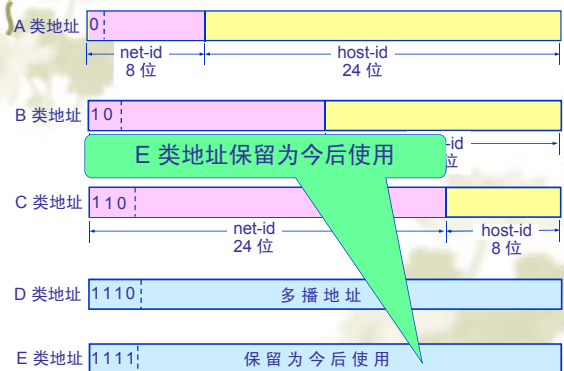 A 类地址 0
net-id host-id
8 位 24 位
B 类地址 10
E 类地址保留为今后使用
-id
位
C 类地址 110
net-id host-id
24 位 8 位
D 类地址 1110 多播地址
E 类地址 1111 保留为今后使用